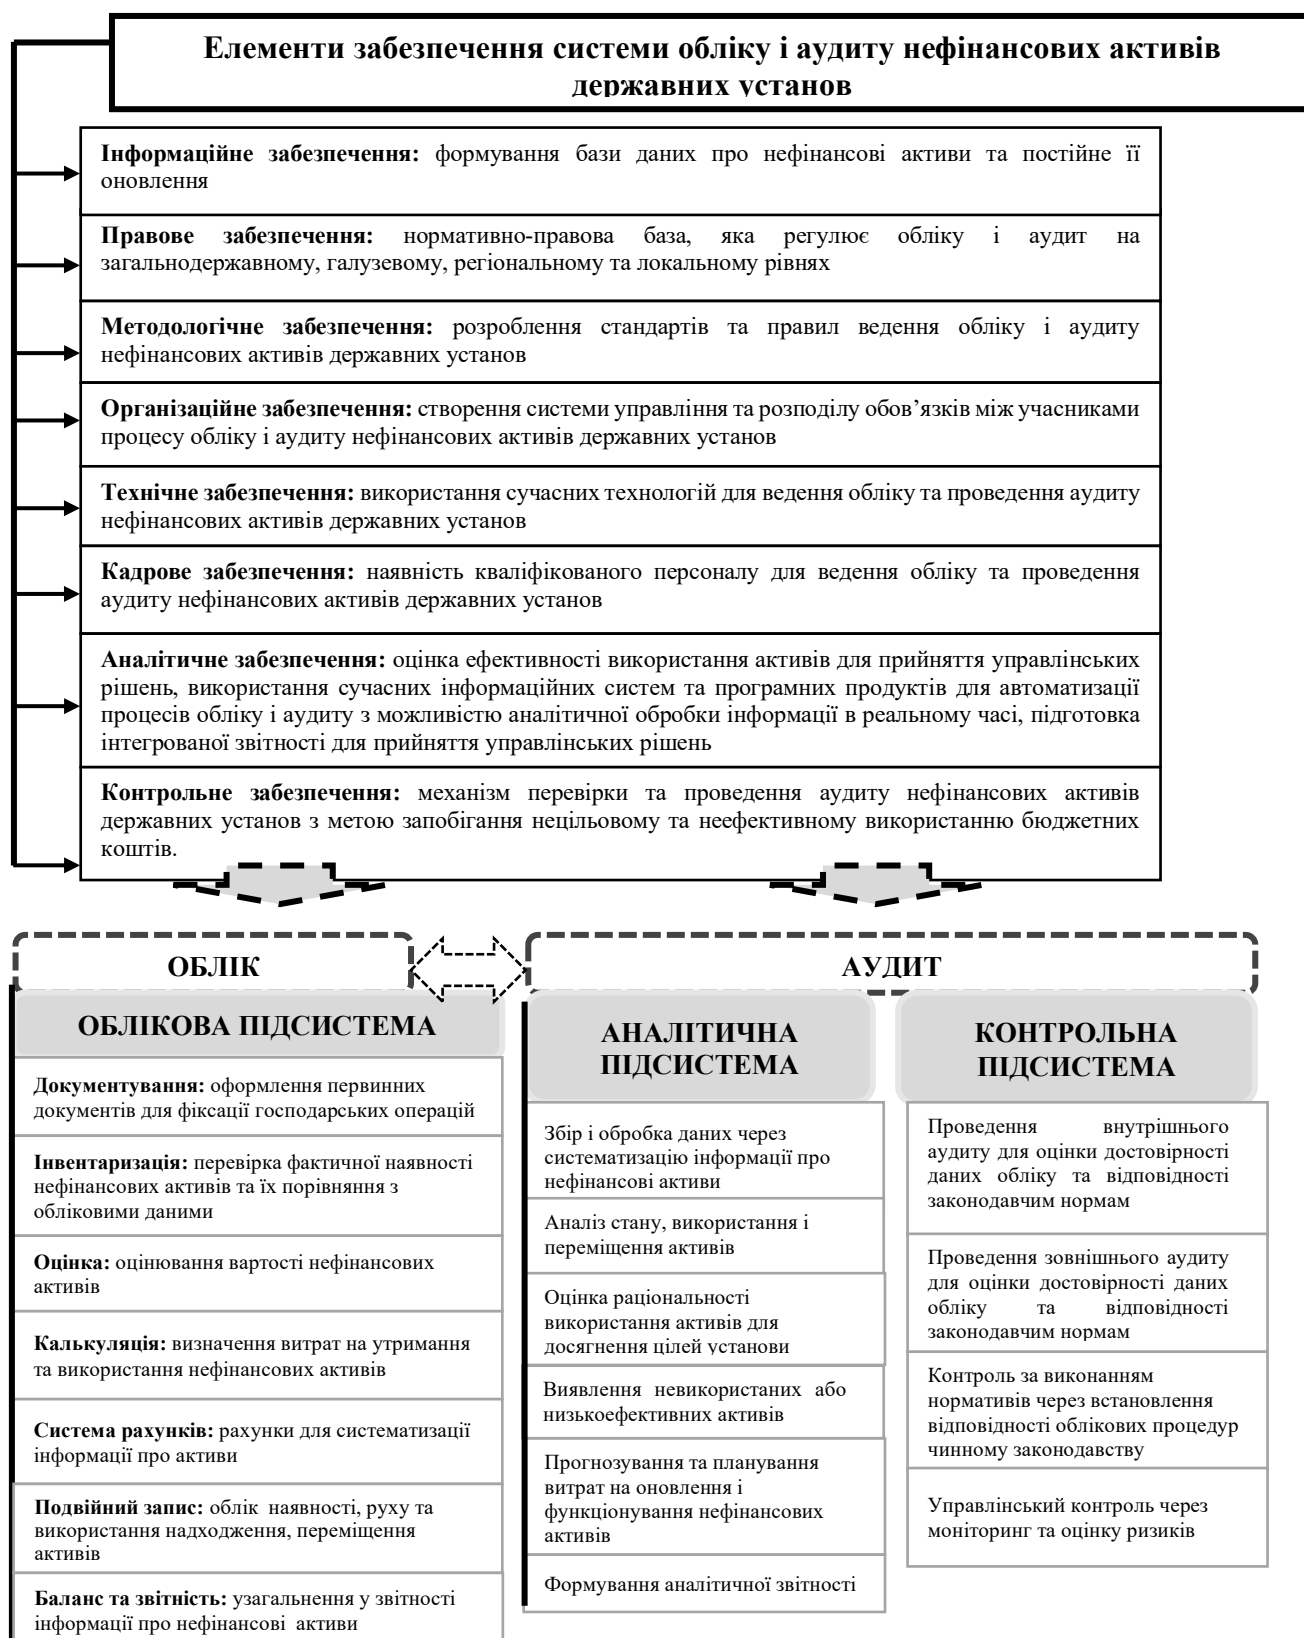 Елементи забезпечення системи обліку і аудиту нефінансових активів
державних установ
Інформаційне забезпечення: формування бази даних про нефінансові активи та постійне її
оновлення
Правове забезпечення: нормативно-правова база, яка регулює обліку і аудит на
загальнодержавному, галузевому, регіональному та локальному рівнях
Методологічне забезпечення: розроблення стандартів та правил ведення обліку і аудиту
нефінансових активів державних установ
Організаційне забезпечення: створення системи управління та розподілу обов’язків між учасниками
процесу обліку і аудиту нефінансових активів державних установ
Технічне забезпечення: використання сучасних технологій для ведення обліку та проведення аудиту
нефінансових активів державних установ
Кадрове забезпечення: наявність кваліфікованого персоналу для ведення обліку та проведення
аудиту нефінансових активів державних установ
Аналітичне забезпечення: оцінка ефективності використання активів для прийняття управлінських
рішень, використання сучасних інформаційних систем та програмних продуктів для автоматизації
процесів обліку і аудиту з можливістю аналітичної обробки інформації в реальному часі, підготовка
інтегрованої звітності для прийняття управлінських рішень
Контрольне забезпечення: механізм перевірки та проведення аудиту нефінансових активів
державних установ з метою запобігання нецільовому та неефективному використанню бюджетних
коштів.
ОБЛІК
АУДИТ
ОБЛІКОВА ПІДСИСТЕМА
Документування: оформлення первинних
документів для фіксації господарських операцій
Інвентаризація: перевірка фактичної наявності
нефінансових активів та їх порівняння з
обліковими даними
Оцінка: оцінювання вартості нефінансових
активів
Калькуляція: визначення витрат на утримання
та використання нефінансових активів
Система рахунків: рахунки для систематизації
інформації про активи
Подвійний запис: облік наявності, руху та
використання надходження, переміщення
активів
Баланс та звітність: узагальнення у звітності
інформації про нефінансові активи
АНАЛІТИЧНА
ПІДСИСТЕМА
Збір і обробка даних через
систематизацію інформації про
нефінансові активи
Аналіз стану, використання і
переміщення активів
Оцінка раціональності
використання активів для
досягнення цілей установи
Виявлення невикористаних або
низькоефективних активів
Прогнозування та планування
витрат на оновлення і
функціонування нефінансових
активів
Формування аналітичної звітності
КОНТРОЛЬНА
ПІДСИСТЕМА
Проведення внутрішнього
аудиту для оцінки достовірності
даних обліку та відповідності
законодавчим нормам
Проведення зовнішнього аудиту
для оцінки достовірності даних
обліку та відповідності
законодавчим нормам
Контроль за виконанням
нормативів через встановлення
відповідності облікових процедур
чинному законодавству
Управлінський контроль через
моніторинг та оцінку ризиків